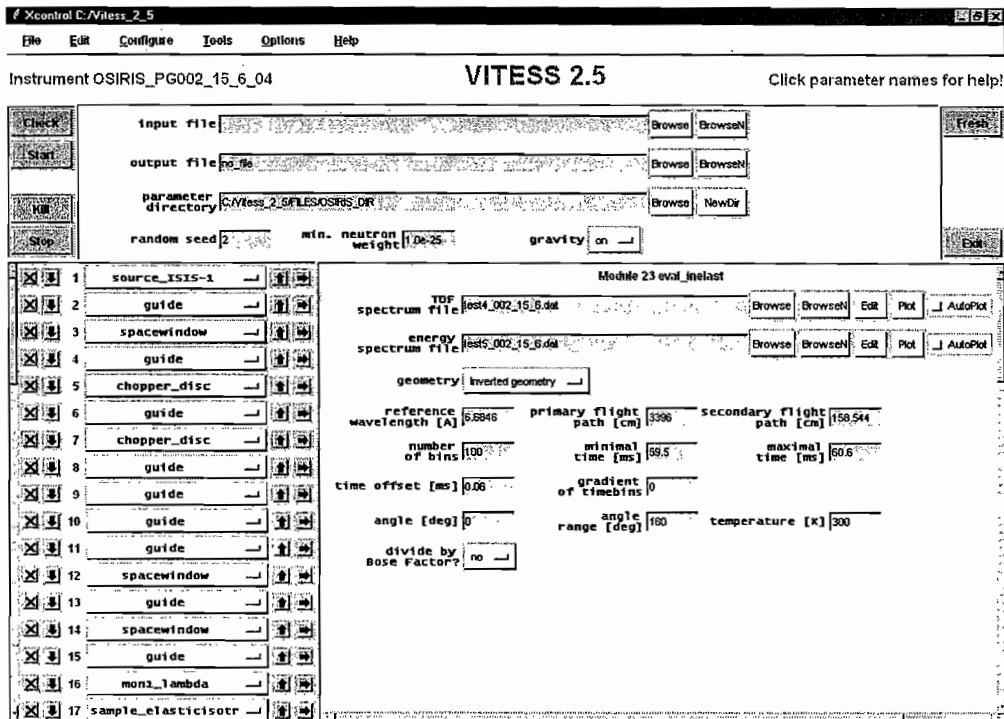 Xcontrol C:/Vitess_2_5
File Edit Configure Tools Options Help
Instrument OSIRIS_PG002_15_6_04 VITESS 2.5 Click parameter names for help!
Check input file Browse BrowseN Fresh
Start output file no_file Browse BrowseN
Kill parameter directory C:/Vitess_2_5/FILES/OSIRIS_DIR Browse NewDir
Stop random seed 2 min. neutron weight 1.0e-25 gravity on Exit
1 source_ISIS~1 Module 23 eval_inelast
2 guide TOF spectrum file test4_002_15_6.dat Browse BrowseN Edit Plot AutoPlot
3 spacewindow energy spectrum file test5_002_15_6.dat Browse BrowseN Edit Plot AutoPlot
4 guide
5 chopper_disc geometry Inverted geometry
6 guide reference wavelength [A] 6.6846 primary flight path [cm] 3396 secondary flight path [cm] 158.544
7 chopper_disc number of bins 100 minimal time [ms] 59.5 maximal time [ms] 60.6
8 guide time offset [ms] 0.06 gradient of timebins 0
9 guide
10 guide angle [deg] 0 angle range [deg] 180 temperature [K] 300
11 guide divide by Bose Factor? no
12 spacewindow
13 guide
14 spacewindow
15 guide
16 mon1_lambda
17 sample_elasticisotr